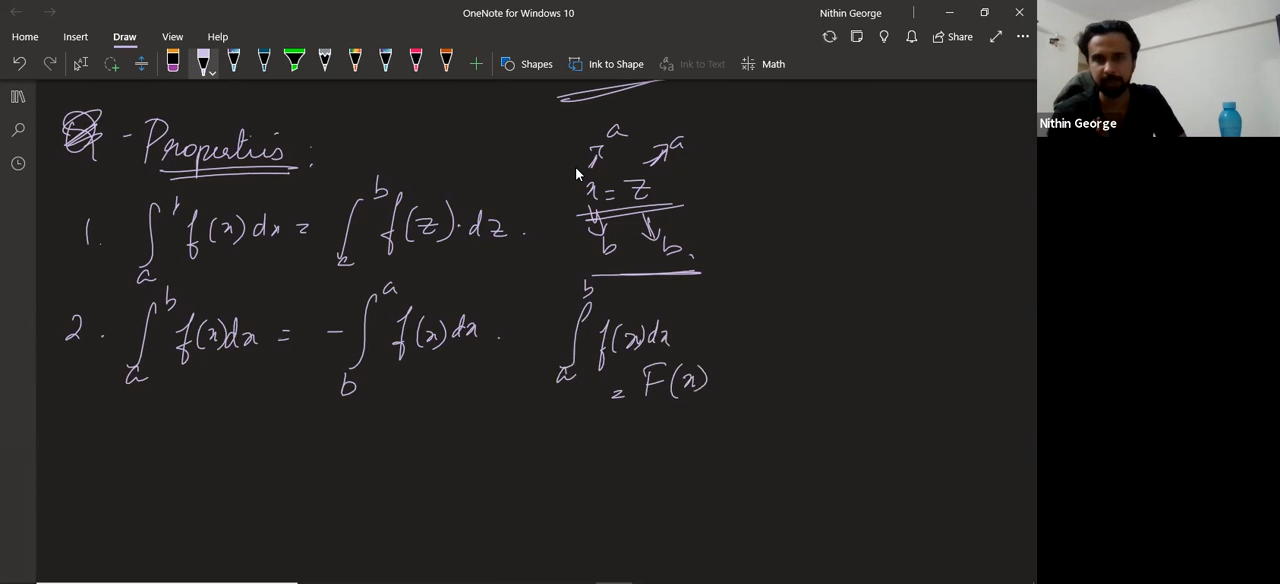 OneNote for Windows 10
Nithin George
Home Insert Draw View Help
Share
Shapes Ink to Shape Ink to Text Math
Nithin George
- Properties :
a a
x = z
b b.
1. ∫_a^b f(x) dx = ∫_a^b f(z) · dz .
2. ∫_a^b f(x) dx = - ∫_b^a f(x) dx .
∫_a^b f(x) dx
= F(x)